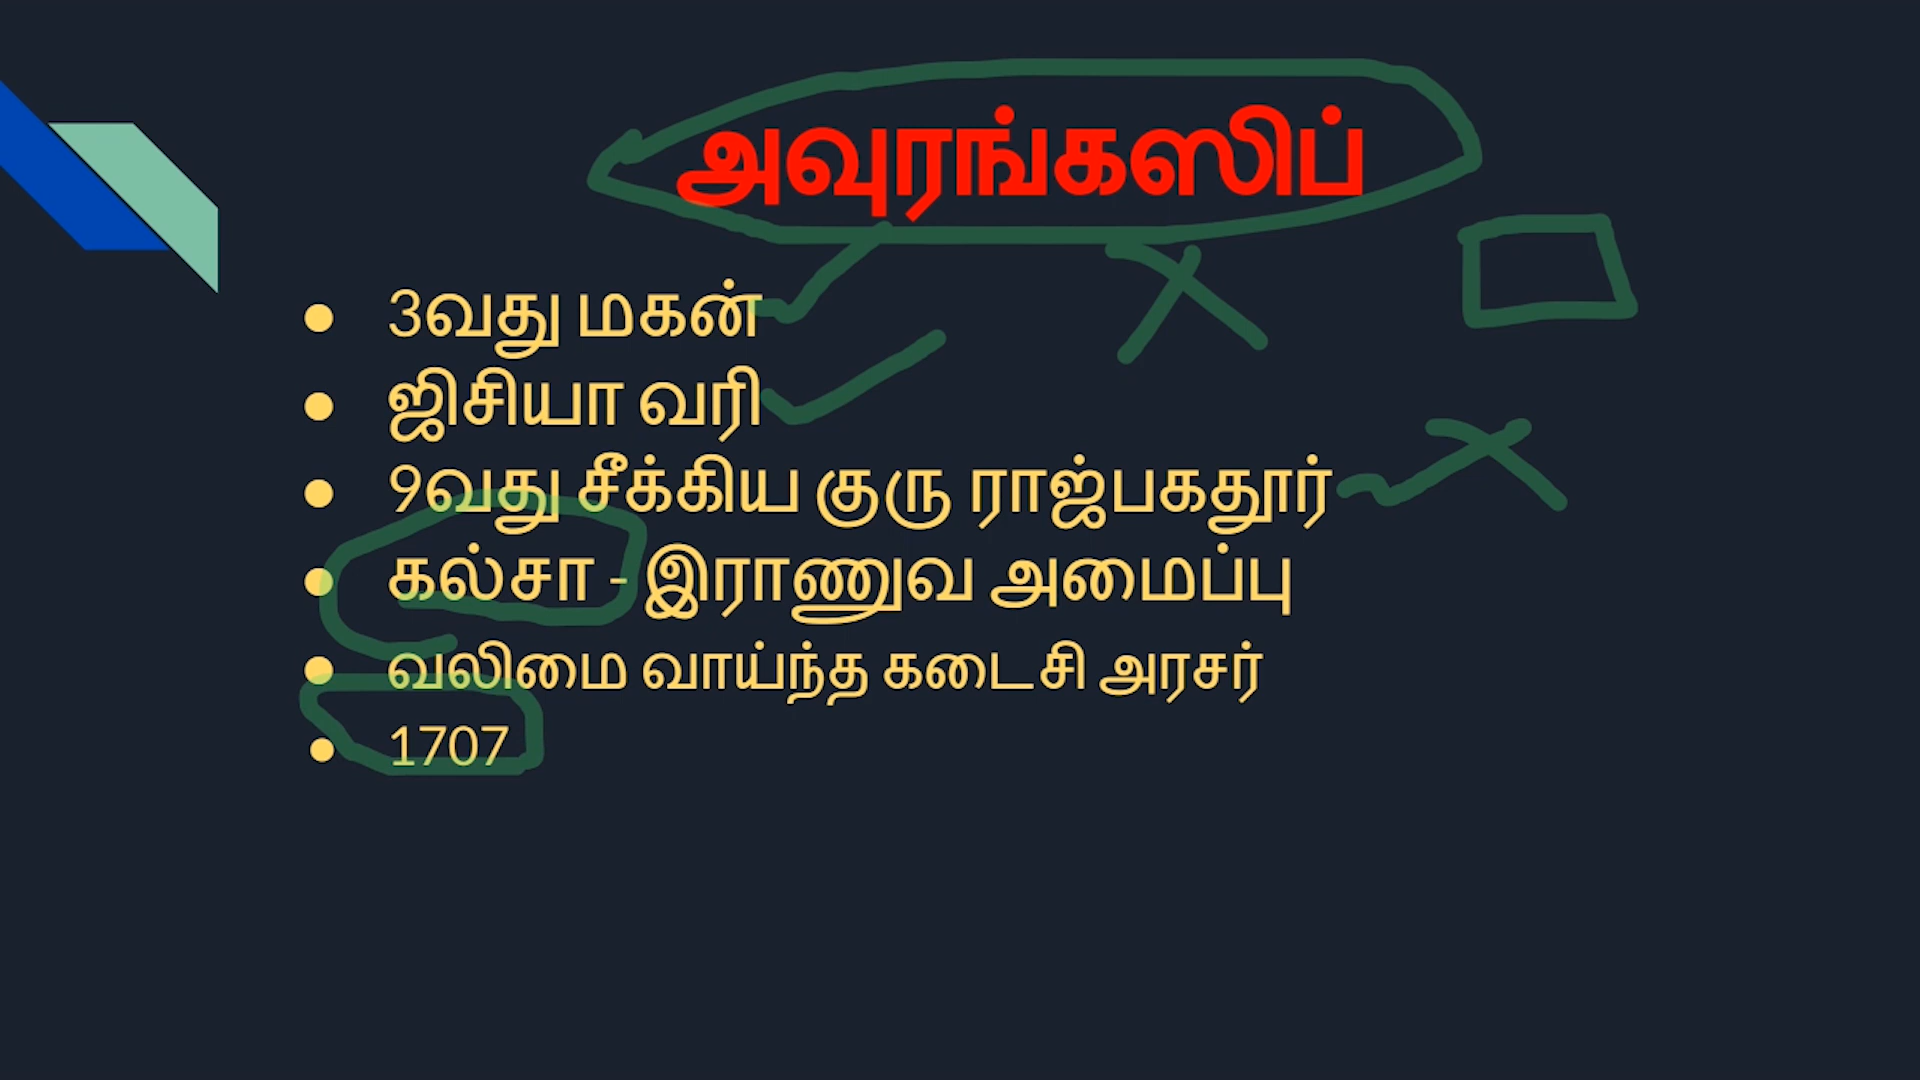 அவுரங்கஸிப்
3வது மகன்
ஜிசியா வரி
9வது சீக்கிய குரு ராஜ்பகதூர்
கல்சா - இராணுவ அமைப்பு
வலிமை வாய்ந்த கடைசி அரசர்
1707